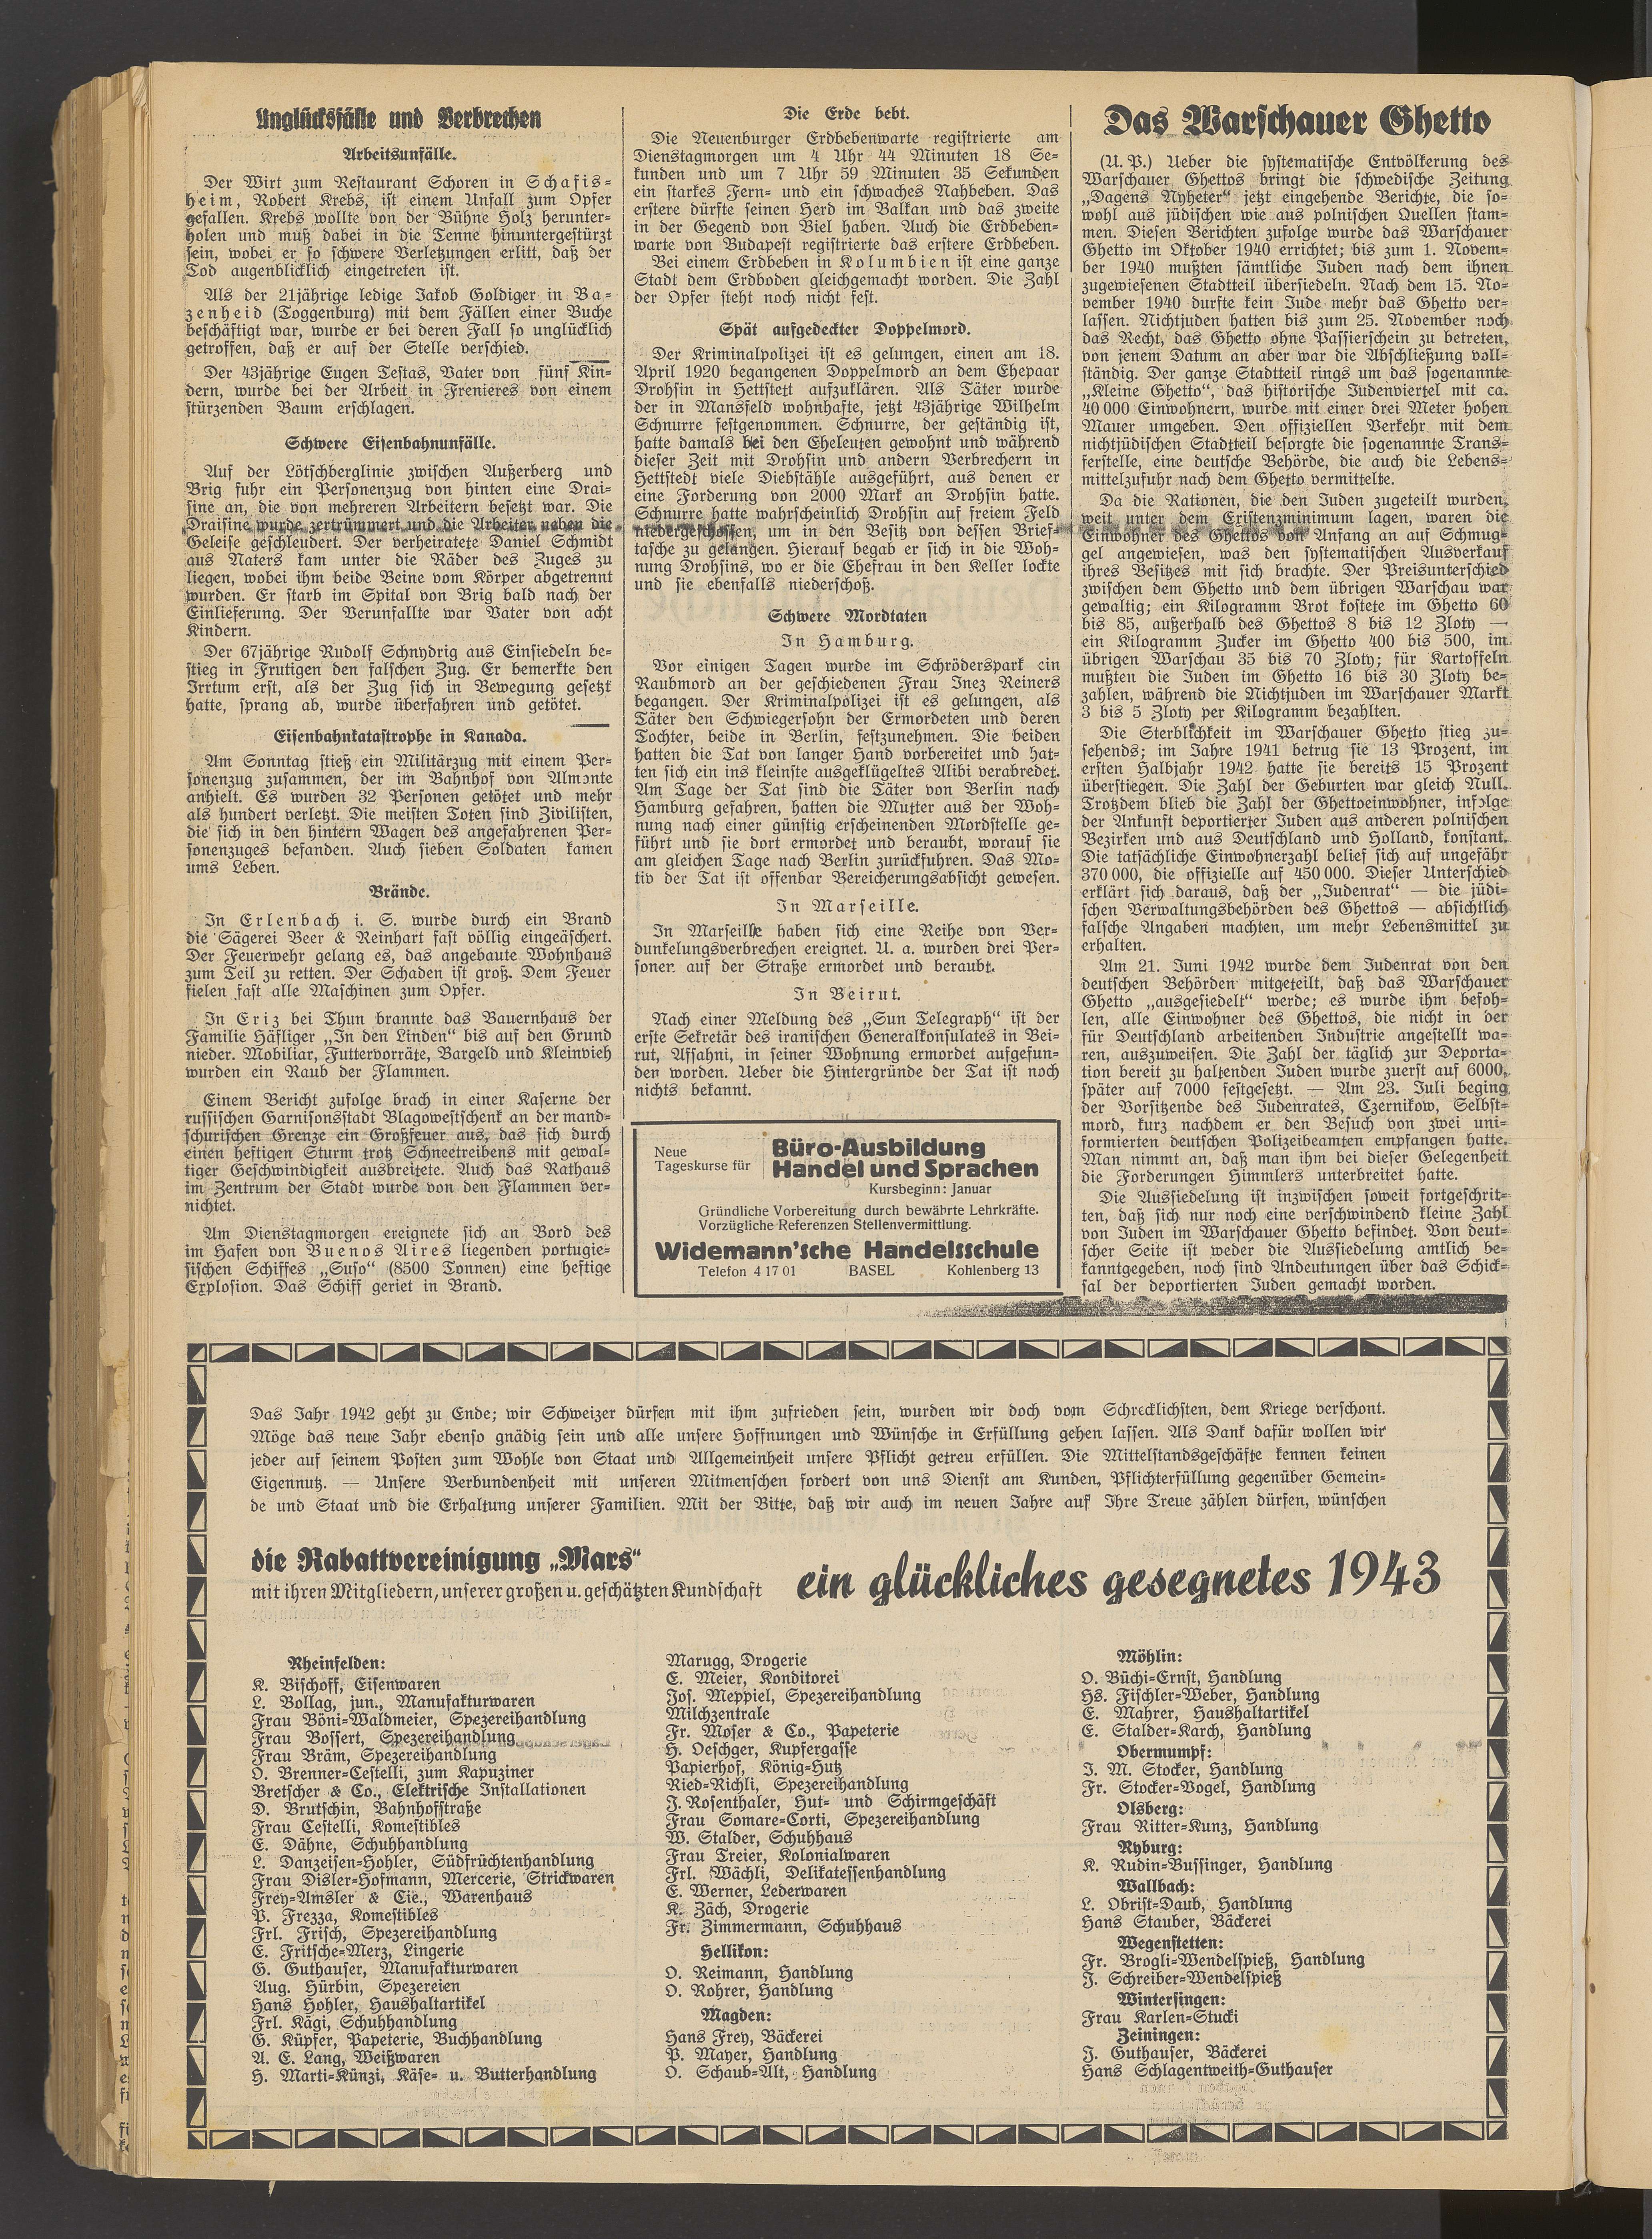 Unglücksfälle und Verbrechen
Arbeitsunfälle.
Der Wirt zum Restaurant Schoren in Schafis-
heim, Robert Krebs, ist einem Unfall zum Opfer
gefallen. Krebs wollte von der Bühne Holz herunter-
holen und muß dabei in die Tenne hinuntergestürzt
sein, wobei er so schwere Verletzungen erlitt, daß der
Tod augenblicklich eingetreten ist.
Als der 21jährige ledige Jakob Goldiger in Ba-
zenheid (Toggenburg) mit dem Fällen einer Buche
beschäftigt war, wurde er bei deren Fall so unglücklich
getroffen, daß er auf der Stelle verschied.
Der 43jährige Eugen Testas, Vater von fünf Kin-
dern, wurde bei der Arbeit in Frenieres von einem
stürzenden Baum erschlagen.
Schwere Eisenbahnunfälle.
Auf der Lötschberglinie zwischen Außerberg und
Brig fuhr ein Personenzug von hinten eine Drai-
sine an, die von mehreren Arbeitern besetzt war. Die
Draisine wurde zertrümmert und die Arbeiter neben die
Geleise geschleudert. Der verheiratete Daniel Schmidt
aus Naters kam unter die Räder des Zuges zu
liegen, wobei ihm beide Beine vom Körper abgetrennt
wurden. Er starb im Spital von Brig bald nach der
Einlieferung. Der Verunfallte war Vater von acht
Kindern.
Der 67jährige Rudolf Schnydrig aus Einsiedeln be-
stieg in Frutigen den falschen Zug. Er bemerkte den
Irrtum erst, als der Zug sich in Bewegung gesetzt
hatte, sprang ab, wurde überfahren und getötet.
Eisenbahnkatastrophe in Kanada.
Am Sonntag stieß ein Militärzug mit einem Per-
sonenzug zusammen, der im Bahnhof von Almonte
anhielt. Es wurden 32 Personen getötet und mehr
als hundert verletzt. Die meisten Toten sind Zivilisten,
die sich in den hintern Wagen des angefahrenen Per-
sonenzuges befanden. Auch sieben Soldaten kamen
ums Leben.
Brände.
In Erlenbach i. S. wurde durch ein Brand
die Sägerei Beer & Reinhart fast völlig eingeäschert.
Der Feuerwehr gelang es, das angebaute Wohnhaus
zum Teil zu retten. Der Schaden ist groß. Dem Feuer
fielen fast alle Maschinen zum Opfer.
In Eriz bei Thun brannte das Bauernhaus der
Familie Häfliger „In den Linden“ bis auf den Grund
nieder. Mobiliar, Futtervorräte, Bargeld und Kleinvieh
wurden ein Raub der Flammen.
Einem Bericht zufolge brach in einer Kaserne der
russischen Garnisonsstadt Blagowestschenk an der mand-
schurischen Grenze ein Großfeuer aus, das sich durch
einen heftigen Sturm trotz Schneetreibens mit gewal-
tiger Geschwindigkeit ausbreitete. Auch das Rathaus
im Zentrum der Stadt wurde von den Flammen ver-
nichtet.
Am Dienstagmorgen ereignete sich an Bord des
im Hafen von Buenos Aires liegenden portugie-
sischen Schiffes „Suso“ (8500 Tonnen) eine heftige
Explosion. Das Schiff geriet in Brand.
Die Erde bebt.
Die Neuenburger Erdbebenwarte registrierte am
Dienstagmorgen um 4 Uhr 44 Minuten 18 Se-
kunden und um 7 Uhr 59 Minuten 35 Sekunden
ein starkes Fern- und ein schwaches Nahbeben. Das
erstere dürfte seinen Herd im Balkan und das zweite
in der Gegend von Biel haben. Auch die Erdbeben-
warte von Budapest registrierte das erstere Erdbeben.
Bei einem Erdbeben in Kolumbien ist eine ganze
Stadt dem Erdboden gleichgemacht worden. Die Zahl
der Opfer steht noch nicht fest.
Spät aufgedeckter Doppelmord.
Der Kriminalpolizei ist es gelungen, einen am 18.
April 1920 begangenen Doppelmord an dem Ehepaar
Drohsin in Hettstett aufzuklären. Als Täter wurde
der in Mansfeld wohnhafte, jetzt 43jährige Wilhelm
Schnurre festgenommen. Schnurre, der geständig ist,
hatte damals bei den Eheleuten gewohnt und während
dieser Zeit mit Drohsin und andern Verbrechern in
Hettstedt viele Diebstähle ausgeführt, aus denen er
eine Forderung von 2000 Mark an Drohsin hatte.
Schnurre hatte wahrscheinlich Drohsin auf freiem Feld
niedergeschossen, um in den Besitz von dessen Brief-
tasche zu gelangen. Hierauf begab er sich in die Woh-
nung Drohsins, wo er die Ehefrau in den Keller lockte
und sie ebenfalls niederschoß.
Schwere Mordtaten
In Hamburg.
Vor einigen Tagen wurde im Schröderspark ein
Raubmord an der geschiedenen Frau Inez Reiners
begangen. Der Kriminalpolizei ist es gelungen, als
Täter den Schwiegersohn der Ermordeten und deren
Tochter, beide in Berlin, festzunehmen. Die beiden
hatten die Tat von langer Hand vorbereitet und hat-
ten sich ein ins kleinste ausgeklügeltes Alibi verabredet.
Am Tage der Tat sind die Täter von Berlin nach
Hamburg gefahren, hatten die Mutter aus der Woh-
nung nach einer günstig erscheinenden Mordstelle ge-
führt und sie dort ermordet und beraubt, worauf sie
am gleichen Tage nach Berlin zurückfuhren. Das Mo-
tiv der Tat ist offenbar Bereicherungsabsicht gewesen.
In Marseille.
In Marseille haben sich eine Reihe von Ver-
dunkelungsverbrechen ereignet. U. a. wurden drei Per-
sonen auf der Straße ermordet und beraubt.
In Beirut.
Nach einer Meldung des „Sun Telegraph“ ist der
erste Sekretär des iranischen Generalkonsulates in Bei-
rut, Assahni, in seiner Wohnung ermordet aufgefun-
den worden. Ueber die Hintergründe der Tat ist noch
nichts bekannt.
Neue
Tageskurse für
Büro-Ausbildung
Handel und Sprachen
Kursbeginn: Januar
Gründliche Vorbereitung durch bewährte Lehrkräfte.
Vorzügliche Referenzen Stellenvermittlung.
Widemann'sche Handelsschule
Telefon 4 17 01 BASEL Kohlenberg 13
Das Warschauer Ghetto
(U. P.) Ueber die systematische Entvölkerung des
Warschauer Ghettos bringt die schwedische Zeitung
„Dagens Nyheter“ jetzt eingehende Berichte, die so-
wohl aus jüdischen wie aus polnischen Quellen stam-
men. Diesen Berichten zufolge wurde das Warschauer
Ghetto im Oktober 1940 errichtet; bis zum 1. Novem-
ber 1940 mußten sämtliche Juden nach dem ihnen
zugewiesenen Stadtteil übersiedeln. Nach dem 15. No-
vember 1940 durfte kein Jude mehr das Ghetto ver-
lassen. Nichtjuden hatten bis zum 25. November noch
das Recht, das Ghetto ohne Passierschein zu betreten,
von jenem Datum an aber war die Abschließung voll-
ständig. Der ganze Stadtteil rings um das sogenannte
„Kleine Ghetto“, das historische Judenviertel mit ca.
40 000 Einwohnern, wurde mit einer drei Meter hohen
Mauer umgeben. Den offiziellen Verkehr mit dem
nichtjüdischen Stadtteil besorgte die sogenannte Trans-
ferstelle, eine deutsche Behörde, die auch die Lebens-
mittelzufuhr nach dem Ghetto vermittelte.
Da die Rationen, die den Juden zugeteilt wurden,
weit unter dem Existenzminimum lagen, waren die
Einwohner des Ghettos von Anfang an auf Schmug-
gel angewiesen, was den systematischen Ausverkauf
ihres Besitzes mit sich brachte. Der Preisunterschied
zwischen dem Ghetto und dem übrigen Warschau war
gewaltig; ein Kilogramm Brot kostete im Ghetto 60
bis 85, außerhalb des Ghettos 8 bis 12 Zloty —
ein Kilogramm Zucker im Ghetto 400 bis 500, im
übrigen Warschau 35 bis 70 Zloty; für Kartoffeln
mußten die Juden im Ghetto 16 bis 30 Zloty be-
zahlen, während die Nichtjuden im Warschauer Markt
3 bis 5 Zloty per Kilogramm bezahlten.
Die Sterblichkeit im Warschauer Ghetto stieg zu-
sehends; im Jahre 1941 betrug sie 13 Prozent, im
ersten Halbjahr 1942 hatte sie bereits 15 Prozent
überstiegen. Die Zahl der Geburten war gleich Null.
Trotzdem blieb die Zahl der Ghettoeinwohner, infolge
der Ankunft deportierter Juden aus anderen polnischen
Bezirken und aus Deutschland und Holland, konstant.
Die tatsächliche Einwohnerzahl belief sich auf ungefähr
370 000, die offizielle auf 450 000. Dieser Unterschied
erklärt sich daraus, daß der „Judenrat“ — die jüdi-
schen Verwaltungsbehörden des Ghettos — absichtlich
falsche Angaben machten, um mehr Lebensmittel zu
erhalten.
Am 21. Juni 1942 wurde dem Judenrat von den
deutschen Behörden mitgeteilt, daß das Warschauer
Ghetto „ausgesiedelt“ werde; es wurde ihm befoh-
len, alle Einwohner des Ghettos, die nicht in der
für Deutschland arbeitenden Industrie angestellt wa-
ren, auszuweisen. Die Zahl der täglich zur Deporta-
tion bereit zu haltenden Juden wurde zuerst auf 6000,
später auf 7000 festgesetzt. — Am 23. Juli beging
der Vorsitzende des Judenrates, Czernikow, Selbst-
mord, kurz nachdem er den Besuch von zwei uni-
formierten deutschen Polizeibeamten empfangen hatte.
Man nimmt an, daß man ihm bei dieser Gelegenheit
die Forderungen Himmlers unterbreitet hatte.
Die Aussiedelung ist inzwischen soweit fortgeschrit-
ten, daß sich nur noch eine verschwindend kleine Zahl
von Juden im Warschauer Ghetto befindet. Von deut-
scher Seite ist weder die Aussiedelung amtlich be-
kanntgegeben, noch sind Andeutungen über das Schick-
sal der deportierten Juden gemacht worden.
Das Jahr 1942 geht zu Ende; wir Schweizer dürfen mit ihm zufrieden sein, wurden wir doch vom Schrecklichsten, dem Kriege verschont.
Möge das neue Jahr ebenso gnädig sein und alle unsere Hoffnungen und Wünsche in Erfüllung gehen lassen. Als Dank dafür wollen wir
jeder auf seinem Posten zum Wohle von Staat und Allgemeinheit unsere Pflicht getreu erfüllen. Die Mittelstandsgeschäfte kennen keinen
Eigennutz. — Unsere Verbundenheit mit unseren Mitmenschen fordert von uns Dienst am Kunden, Pflichterfüllung gegenüber Gemein-
de und Staat und die Erhaltung unserer Familien. Mit der Bitte, daß wir auch im neuen Jahre auf Ihre Treue zählen dürfen, wünschen
die Rabattvereinigung „Mars“
mit ihren Mitgliedern, unserer großen u. geschätzten Kundschaft
ein glückliches gesegnetes 1943
Rheinfelden:
K. Bischoff, Eisenwaren
L. Bollag, jun., Manufakturwaren
Frau Böni-Waldmeier, Spezereihandlung
Frau Bossert, Spezereihandlung
Frau Bräm, Spezereihandlung
O. Brenner-Cestelli, zum Kapuziner
Bretscher & Co., Elektrische Installationen
D. Brutschin, Bahnhofstraße
Frau Cestelli, Komestibles
E. Dähne, Schuhhandlung
L. Danzeisen-Hohler, Südfrüchtenhandlung
Frau Disler-Hofmann, Mercerie, Strickwaren
Frey-Amsler & Cie., Warenhaus
P. Frezza, Komestibles
Frl. Frisch, Spezereihandlung
E. Fritsche-Merz, Lingerie
G. Guthauser, Manufakturwaren
Aug. Hürbin, Spezereien
Hans Hohler, Haushaltartikel
Frl. Kägi, Schuhhandlung
G. Küpfer, Papeterie, Buchhandlung
A. E. Lang, Weißwaren
H. Marti-Künzi, Käse- u. Butterhandlung
Marugg, Drogerie
E. Meier, Konditorei
Jos. Meppiel, Spezereihandlung
Milchzentrale
Fr. Moser & Co., Papeterie
H. Oeschger, Kupfergasse
Papierhof, König-Hutz
Ried-Richli, Spezereihandlung
J. Rosenthaler, Hut- und Schirmgeschäft
Frau Somare-Corti, Spezereihandlung
W. Stalder, Schuhhaus
Frau Treier, Kolonialwaren
Frl. Wächli, Delikatessenhandlung
E. Werner, Lederwaren
K. Zäch, Drogerie
Fr. Zimmermann, Schuhhaus
Hellikon:
O. Reimann, Handlung
O. Rohrer, Handlung
Magden:
Hans Frey, Bäckerei
P. Mayer, Handlung
O. Schaub-Alt, Handlung
Möhlin:
O. Büchi-Ernst, Handlung
Hs. Fischler-Weber, Handlung
E. Mahrer, Haushaltartikel
E. Stalder-Karch, Handlung
Obermumpf:
J. M. Stocker, Handlung
Fr. Stocker-Vogel, Handlung
Olsberg:
Frau Ritter-Kunz, Handlung
Ryburg:
K. Rudin-Bussinger, Handlung
Wallbach:
L. Obrist-Daub, Handlung
Hans Stauber, Bäckerei
Wegenstetten:
Fr. Brogli-Wendelspieß, Handlung
J. Schreiber-Wendelspieß
Wintersingen:
Frau Karlen-Stucki
Zeiningen:
J. Guthauser, Bäckerei
Hans Schlagentweith-Guthauser